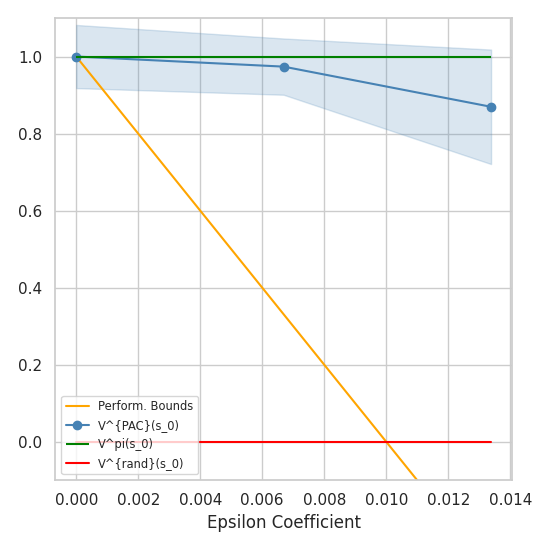 1.0
0.8
0.6
0.4
0.2
0.0
Perform. Bounds
V^{PAC}(s_0)
V^pi(s_0)
V^{rand}(s_0)
0.000 0.002 0.004 0.006 0.008 0.010 0.012 0.014
Epsilon Coefficient